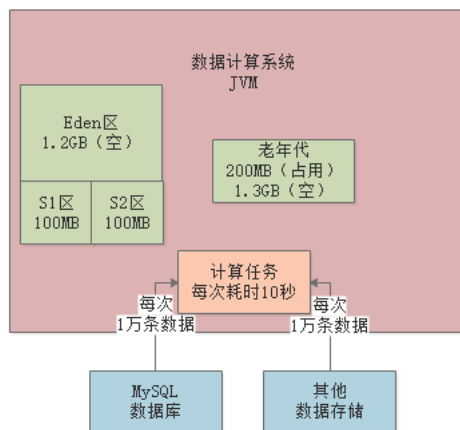 数据计算系统
JVM
Eden区
1.2GB（空）
老年代
200MB（占用）
1.3GB（空）
S1区
100MB
S2区
100MB
计算任务
每次耗时10秒
每次
1万条数据
每次
1万条数据
MySQL
数据库
其他
数据存储